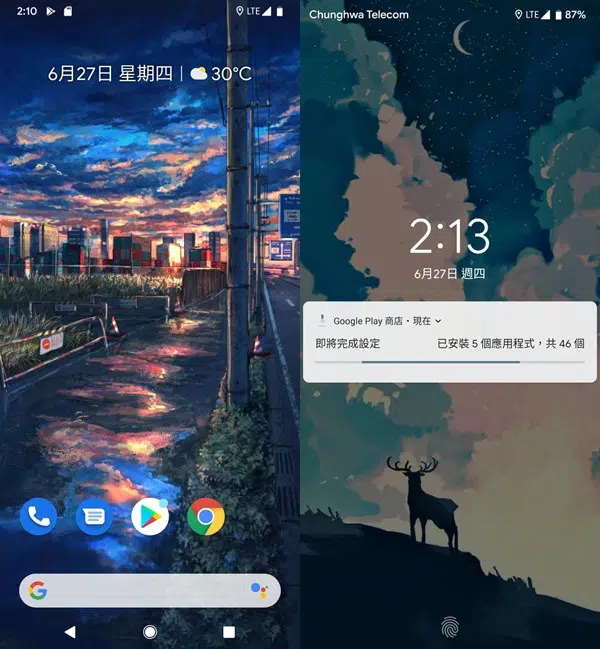 2:10
LTE
6月27日 星期四
30°C
Chunghwa Telecom
LTE
87%
2:13
6月27日 週四
Google Play 商店 • 現在
即將完成設定
已安裝 5 個應用程式，共 46 個